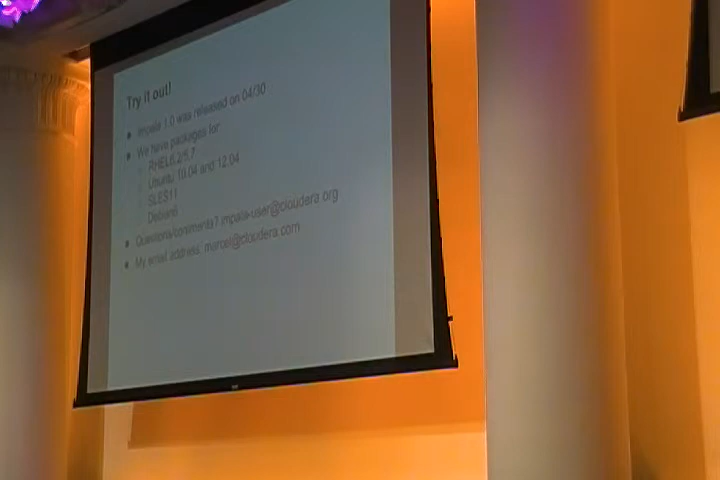 Try it out!
Impala 1.0 was released on 04/30
We have packages for:
RHEL6.2/5.7
Ubuntu 10.04 and 12.04
SLES11
Debian6
Questions/comments? impala-user@cloudera.org
My email address: marcel@cloudera.com